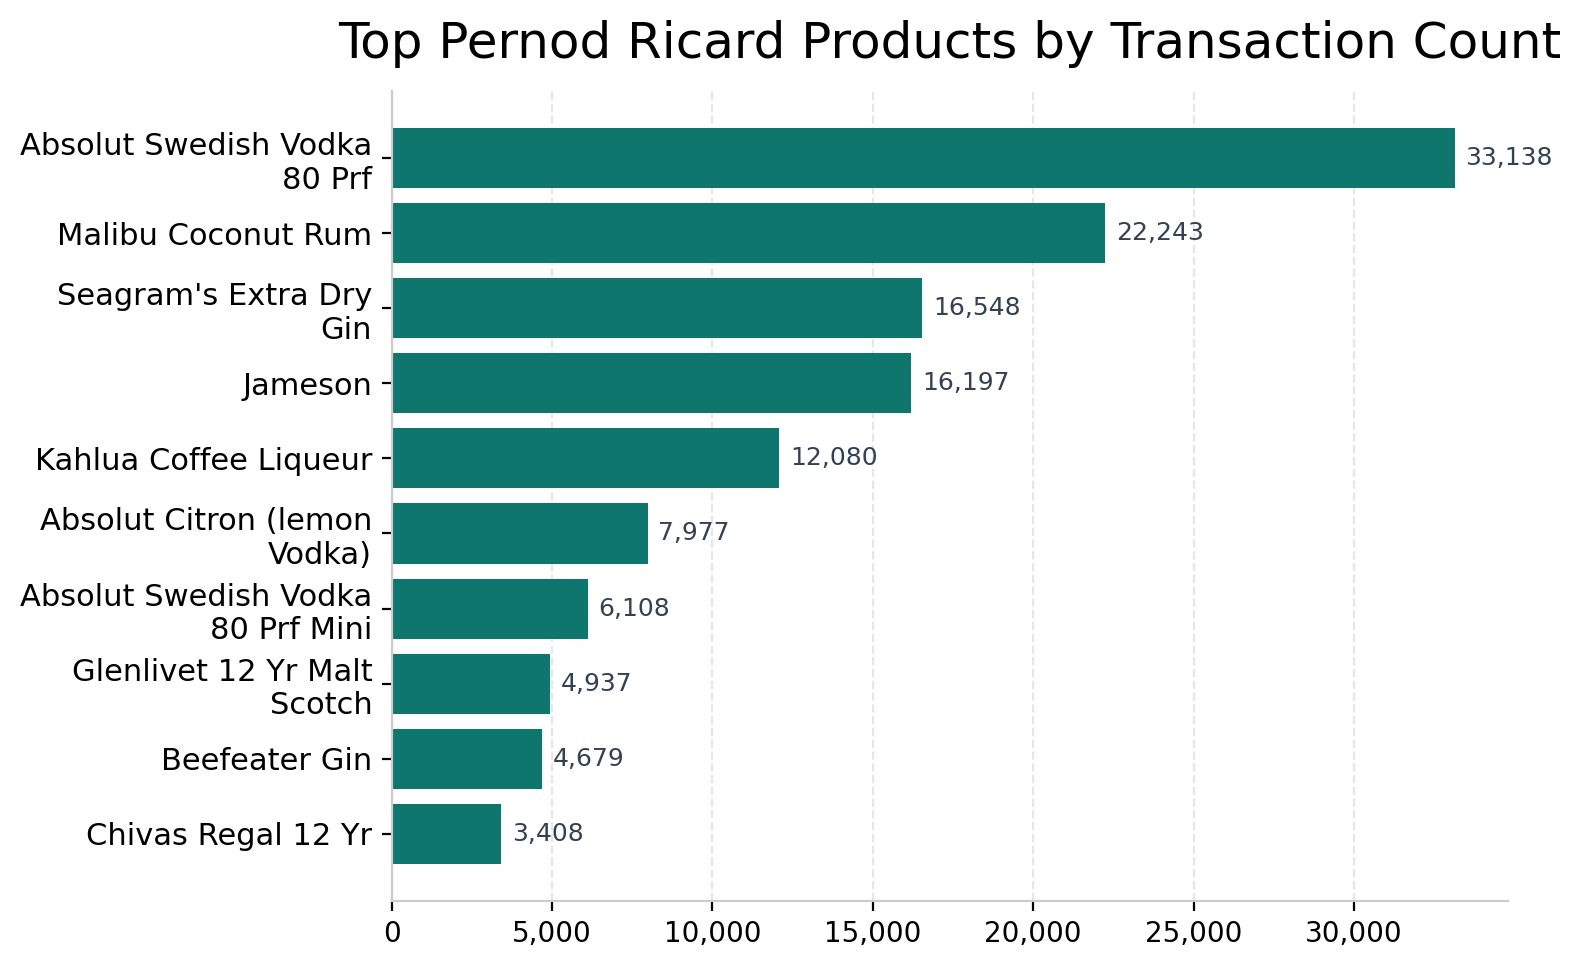 Top Pernod Ricard Products by Transaction Count
Absolut Swedish Vodka
80 Prf
33,138
Malibu Coconut Rum
22,243
Seagram's Extra Dry
Gin
16,548
Jameson
16,197
Kahlua Coffee Liqueur
12,080
Absolut Citron (lemon
Vodka)
7,977
Absolut Swedish Vodka
80 Prf Mini
6,108
Glenlivet 12 Yr Malt
Scotch
4,937
Beefeater Gin
4,679
Chivas Regal 12 Yr
3,408
0 5,000 10,000 15,000 20,000 25,000 30,000